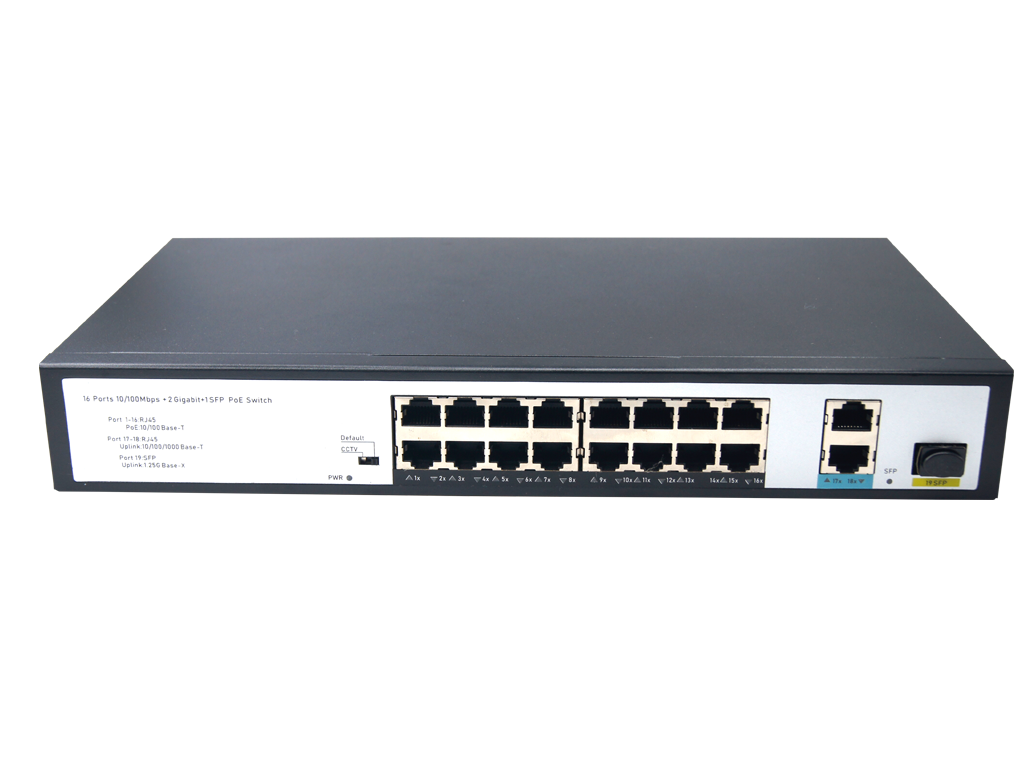 16 Ports 10/100Mbps + 2 Gigabit+1 SFP PoE Switch
Port 1-16 RJ45
PoE 10/100 Base-T
Port 17-18 RJ45
Uplink 10/100/1000 Base-T
Port 19 SFP
Uplink 1.25G Base-X
Default
CCTV
PWR
1x 2x 3x 4x 5x 6x 7x 8x 9x 10x 11x 12x 13x 14x 15x 16x
17x 18x
SFP
19 SFP